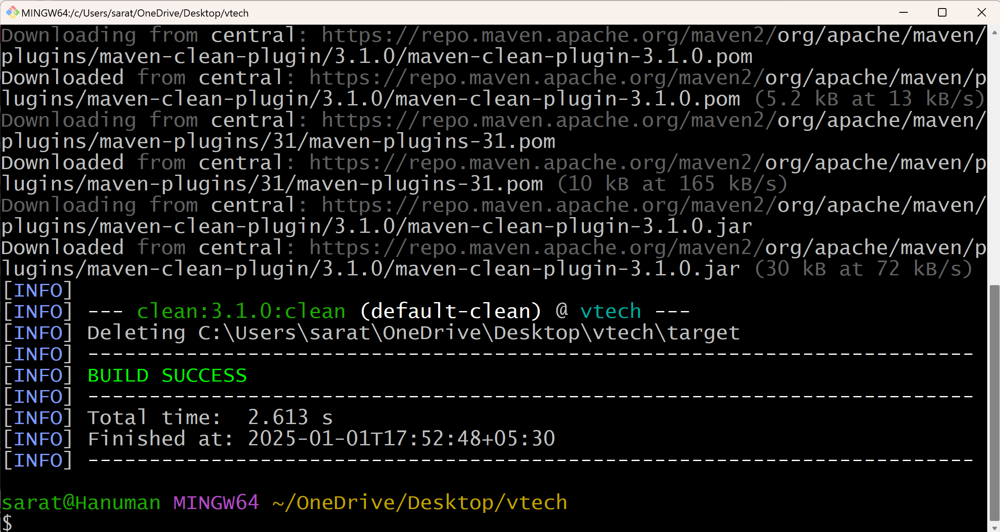 MINGW64:/c/Users/sarat/OneDrive/Desktop/vtech
Downloading from central: https://repo.maven.apache.org/maven2/org/apache/maven/
plugins/maven-clean-plugin/3.1.0/maven-clean-plugin-3.1.0.pom
Downloaded from central: https://repo.maven.apache.org/maven2/org/apache/maven/p
lugins/maven-clean-plugin/3.1.0/maven-clean-plugin-3.1.0.pom (5.2 kB at 13 kB/s)
Downloading from central: https://repo.maven.apache.org/maven2/org/apache/maven/
plugins/maven-plugins/31/maven-plugins-31.pom
Downloaded from central: https://repo.maven.apache.org/maven2/org/apache/maven/p
lugins/maven-plugins/31/maven-plugins-31.pom (10 kB at 165 kB/s)
Downloading from central: https://repo.maven.apache.org/maven2/org/apache/maven/
plugins/maven-clean-plugin/3.1.0/maven-clean-plugin-3.1.0.jar
Downloaded from central: https://repo.maven.apache.org/maven2/org/apache/maven/p
lugins/maven-clean-plugin/3.1.0/maven-clean-plugin-3.1.0.jar (30 kB at 72 kB/s)
[INFO]
[INFO] --- clean:3.1.0:clean (default-clean) @ vtech ---
[INFO] Deleting C:\Users\sarat\OneDrive\Desktop\vtech\target
[INFO] ------------------------------------------------------------------------
[INFO] BUILD SUCCESS
[INFO] ------------------------------------------------------------------------
[INFO] Total time:  2.613 s
[INFO] Finished at: 2025-01-01T17:52:48+05:30
[INFO] ------------------------------------------------------------------------
sarat@Hanuman MINGW64 ~/OneDrive/Desktop/vtech
$